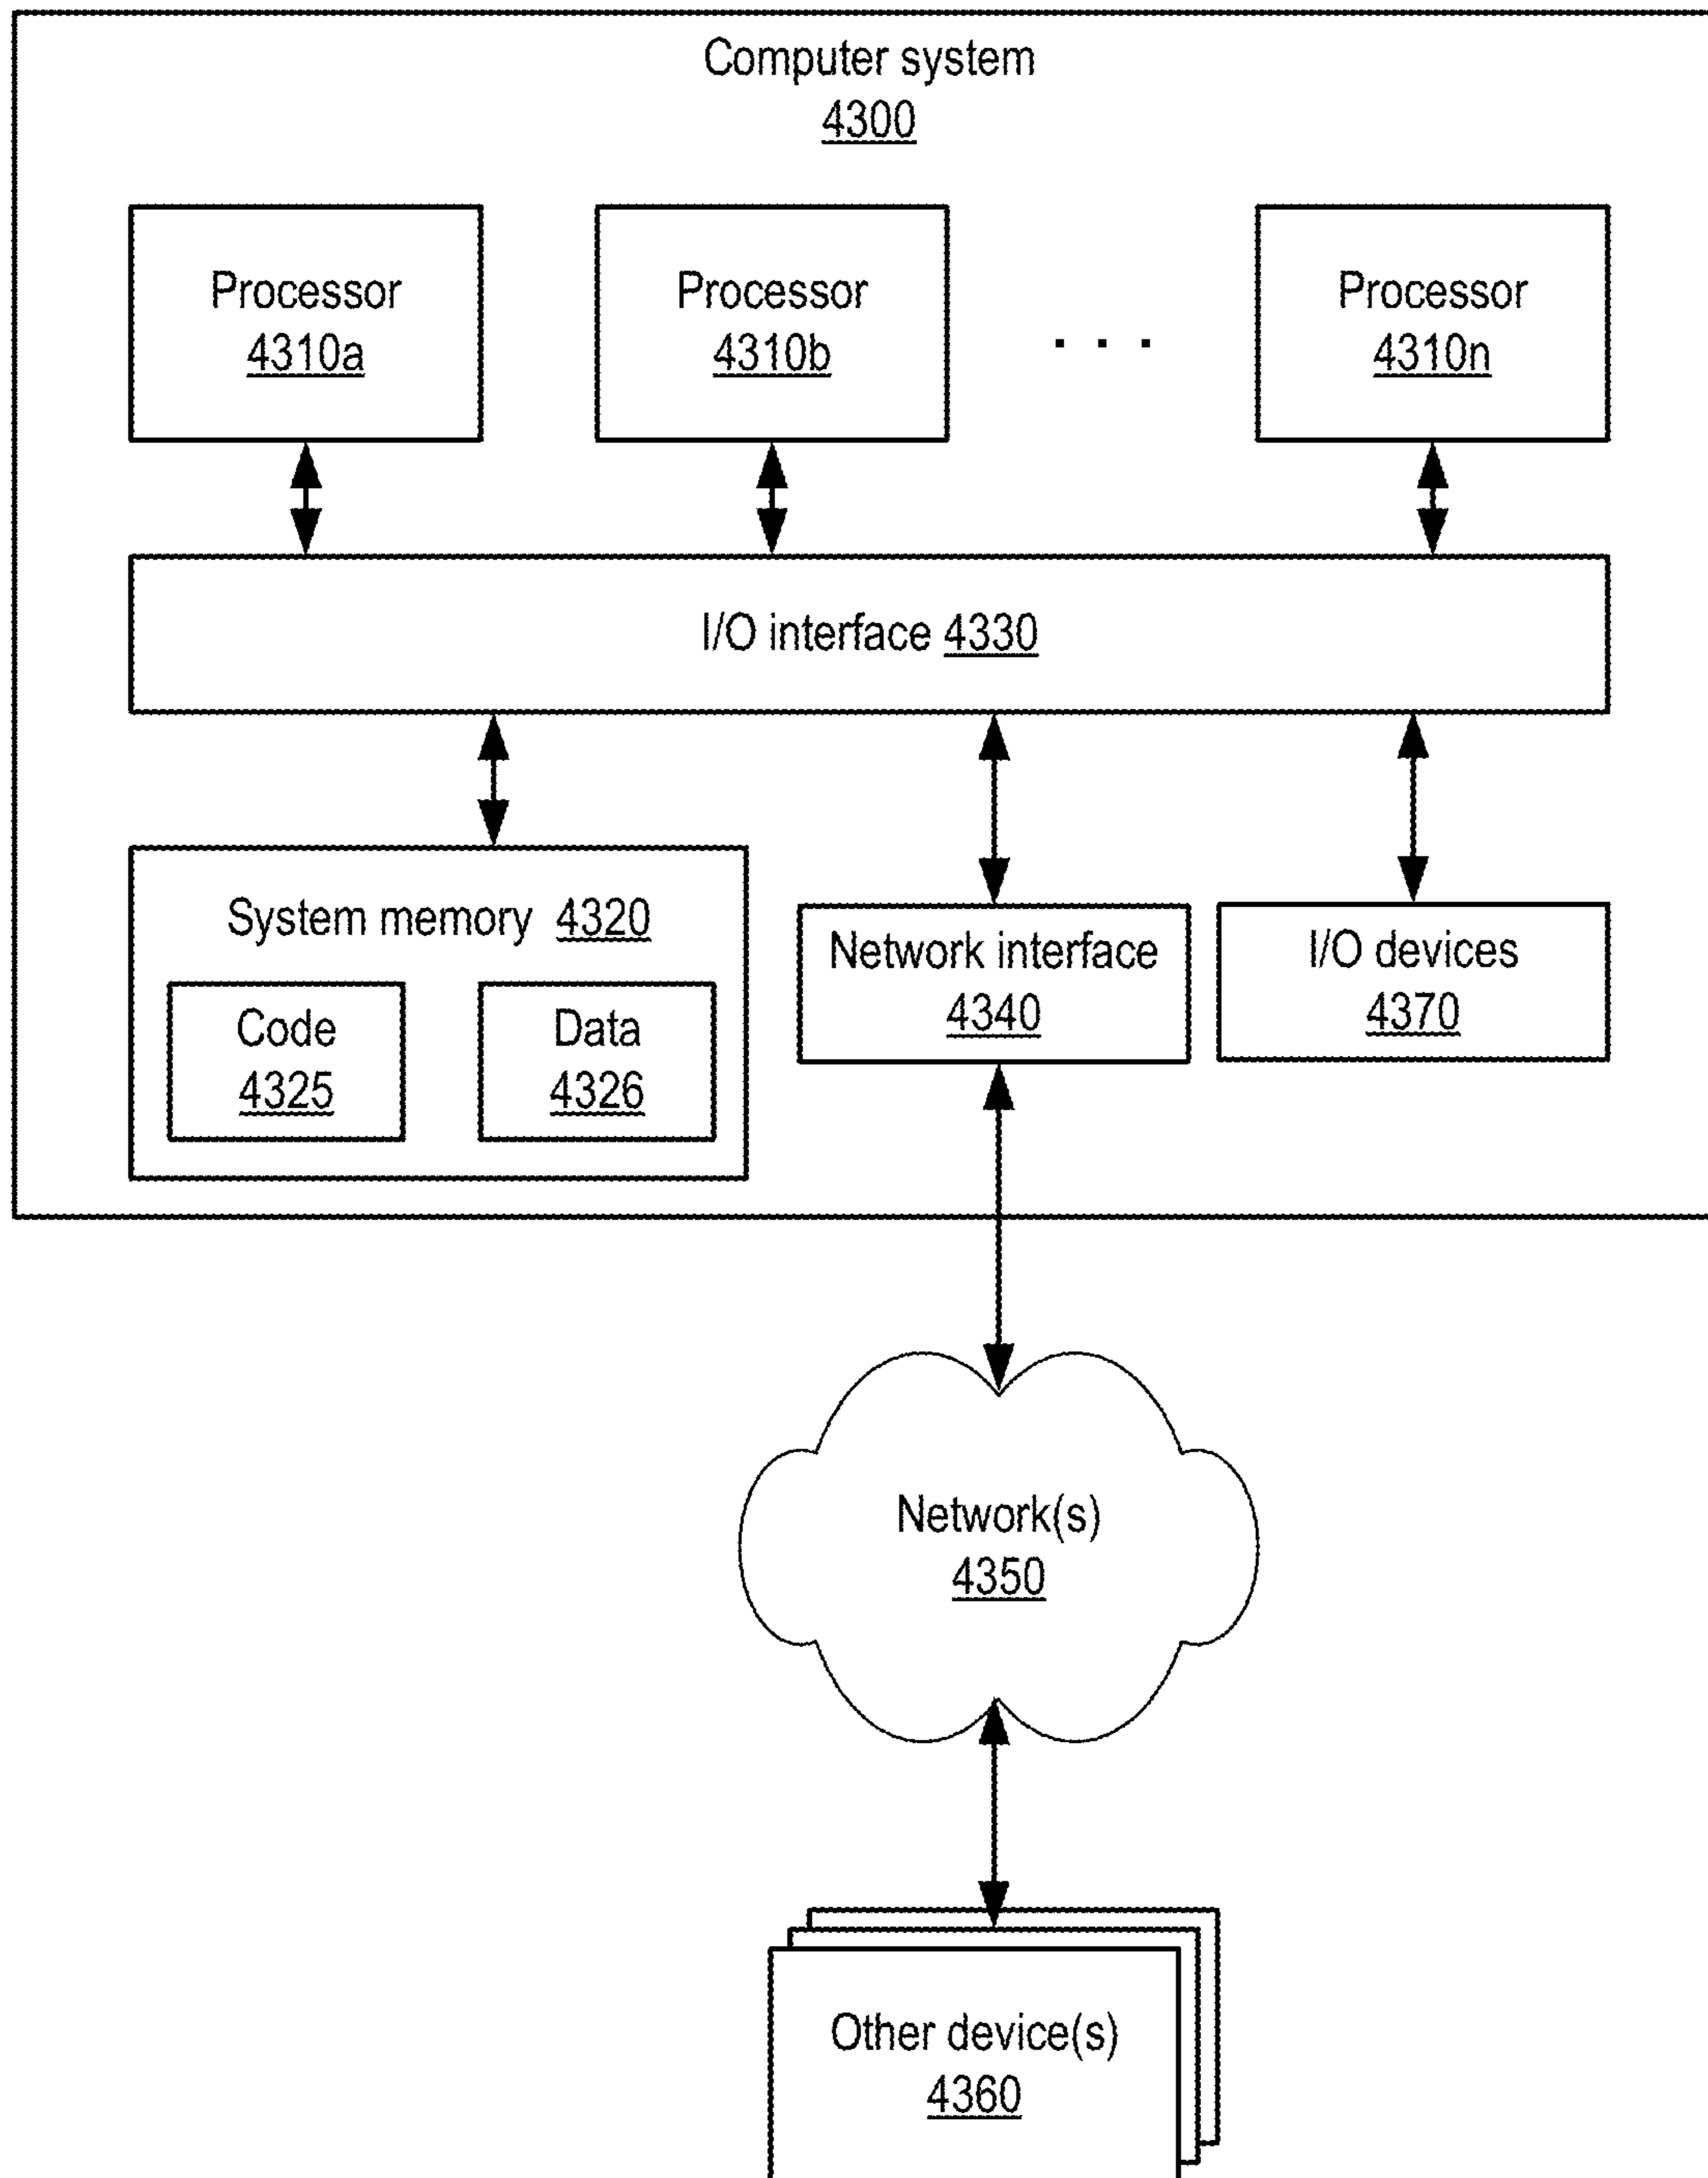 Computer system
4300
Processor
4310a
Processor
4310b
. . .
Processor
4310n
I/O interface 4330
System memory 4320
Code
4325
Data
4326
Network interface
4340
I/O devices
4370
Network(s)
4350
Other device(s)
4360